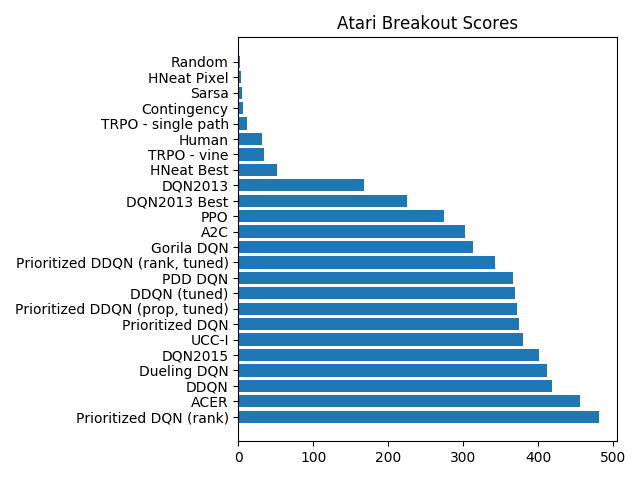 Atari Breakout Scores
Random
HNeat Pixel
Sarsa
Contingency
TRPO - single path
Human
TRPO - vine
HNeat Best
DQN2013
DQN2013 Best
PPO
A2C
Gorila DQN
Prioritized DDQN (rank, tuned)
PDD DQN
DDQN (tuned)
Prioritized DDQN (prop, tuned)
Prioritized DQN
UCC-I
DQN2015
Dueling DQN
DDQN
ACER
Prioritized DQN (rank)
0 100 200 300 400 500